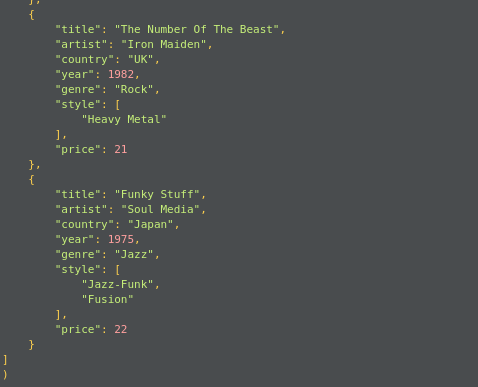 },
{
"title": "The Number Of The Beast",
"artist": "Iron Maiden",
"country": "UK",
"year": 1982,
"genre": "Rock",
"style": [
"Heavy Metal"
],
"price": 21
},
{
"title": "Funky Stuff",
"artist": "Soul Media",
"country": "Japan",
"year": 1975,
"genre": "Jazz",
"style": [
"Jazz-Funk",
"Fusion"
],
"price": 22
}
]
)